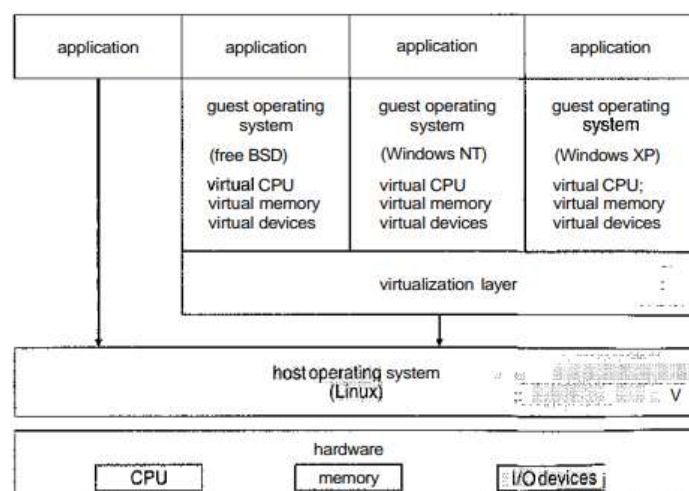 application
application
application
application
guest operating
system
(free BSD)
virtual CPU
virtual memory
virtual devices
guest operating
system
(Windows NT)
virtual CPU
virtual memory
virtual devices
guest operating
system
(Windows XP)
virtual CPU;
virtual memory
virtual devices
virtualization layer
host operating system
(Linux)
V
hardware
CPU
memory
I/O devices